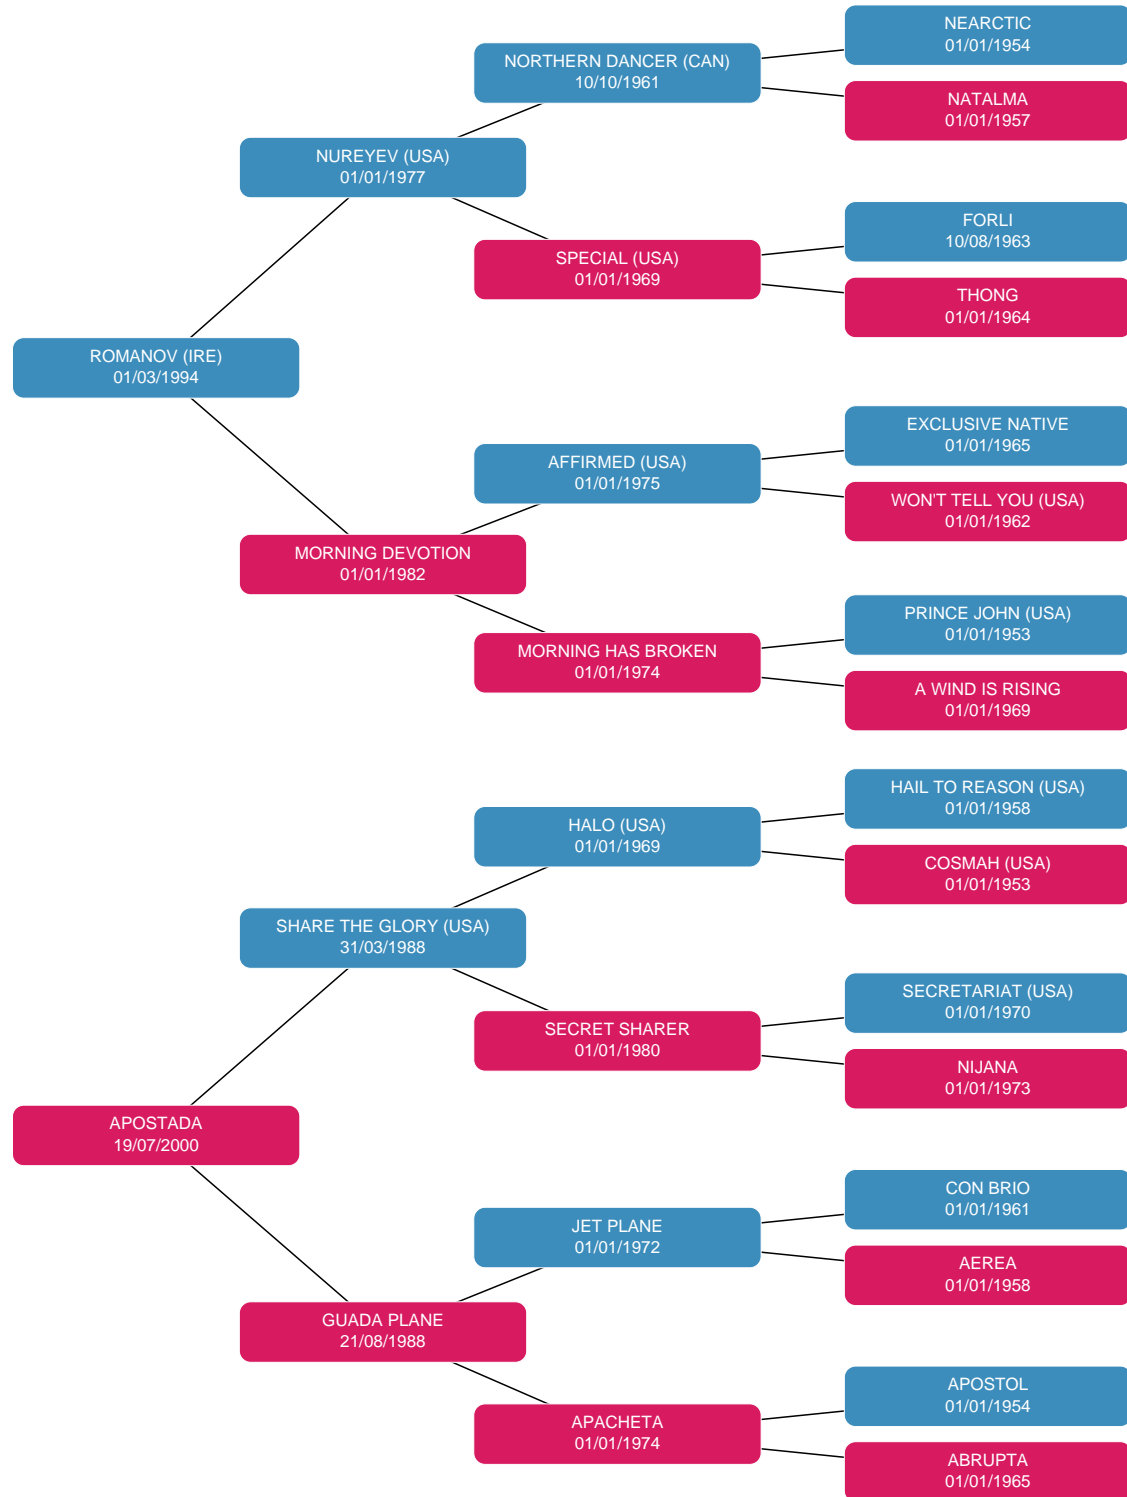 NEARCTIC
01/01/1954
NORTHERN DANCER (CAN)
10/10/1961
NATALMA
01/01/1957
NUREYEV (USA)
01/01/1977
FORLI
10/08/1963
SPECIAL (USA)
01/01/1969
THONG
01/01/1964
ROMANOV (IRE)
01/03/1994
EXCLUSIVE NATIVE
01/01/1965
AFFIRMED (USA)
01/01/1975
WON'T TELL YOU (USA)
01/01/1962
MORNING DEVOTION
01/01/1982
PRINCE JOHN (USA)
01/01/1953
MORNING HAS BROKEN
01/01/1974
A WIND IS RISING
01/01/1969
HAIL TO REASON (USA)
01/01/1958
HALO (USA)
01/01/1969
COSMAH (USA)
01/01/1953
SHARE THE GLORY (USA)
31/03/1988
SECRETARIAT (USA)
01/01/1970
SECRET SHARER
01/01/1980
NIJANA
01/01/1973
APOSTADA
19/07/2000
CON BRIO
01/01/1961
JET PLANE
01/01/1972
AEREA
01/01/1958
GUADA PLANE
21/08/1988
APOSTOL
01/01/1954
APACHETA
01/01/1974
ABRUPTA
01/01/1965